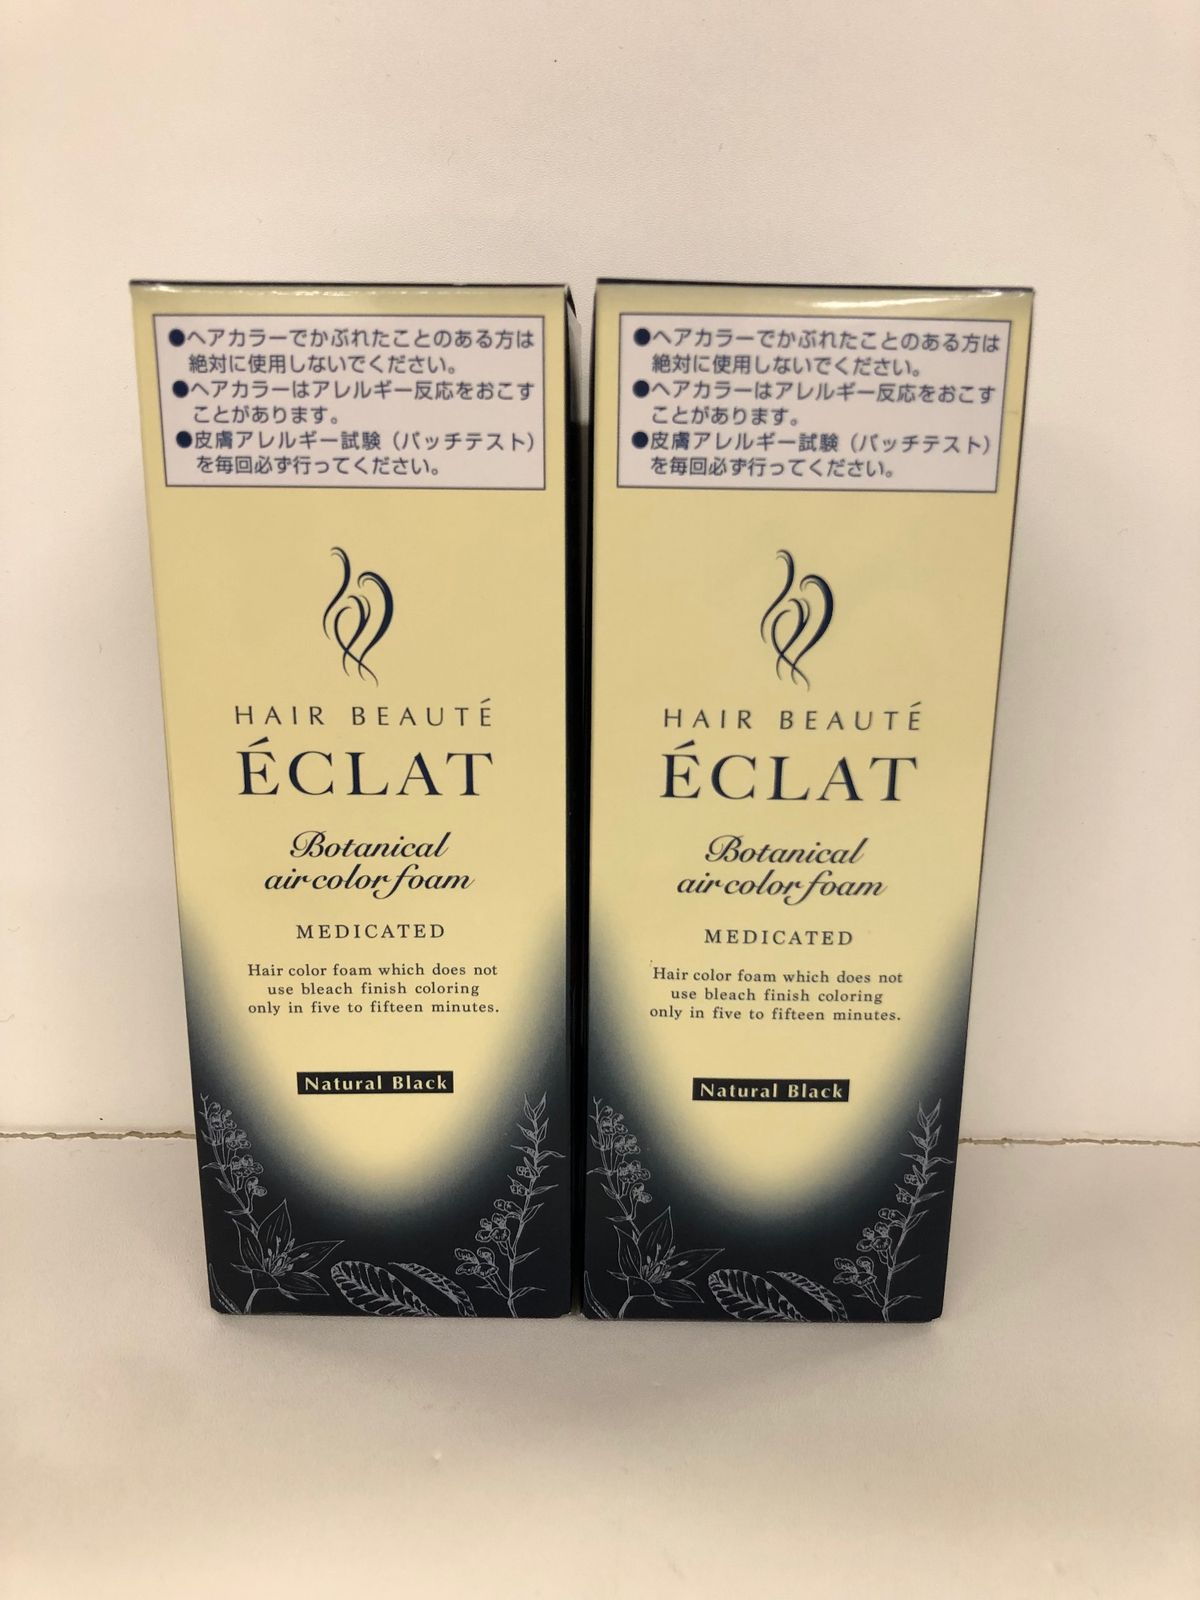 ●ヘアカラーでかぶれたことのある方は
絶対に使用しないでください。
●ヘアカラーはアレルギー反応をおこす
ことがあります。
●皮膚アレルギー試験（パッチテスト）
を毎回必ず行ってください。
HAIR BEAUTÉ
ÉCLAT
Botanical
air color foam
MEDICATED
Hair color foam which does not
use bleach finish coloring
only in five to fifteen minutes.
Natural Black
●ヘアカラーでかぶれたことのある方は
絶対に使用しないでください。
●ヘアカラーはアレルギー反応をおこす
ことがあります。
●皮膚アレルギー試験（パッチテスト）
を毎回必ず行ってください。
HAIR BEAUTÉ
ÉCLAT
Botanical
air color foam
MEDICATED
Hair color foam which does not
use bleach finish coloring
only in five to fifteen minutes.
Natural Black